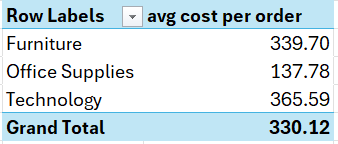 Row Labels avg cost per order
Furniture 339.70
Office Supplies 137.78
Technology 365.59
Grand Total 330.12